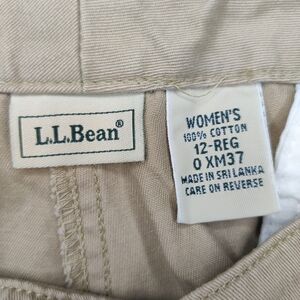 L.L.Bean®
WOMEN'S
100% COTTON
12-REG
0 XM37
MADE IN SRI LANKA
CARE ON REVERSE